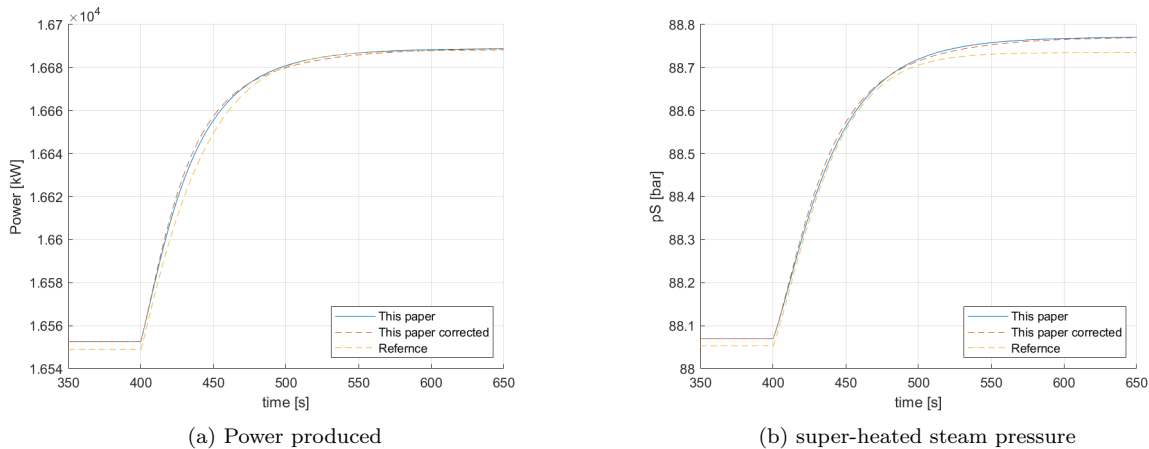 ×10⁴
1.67
1.668
1.666
1.664
1.662
1.66
1.658
1.656
1.654
Power [kW]
350 400 450 500 550 600 650
time [s]
This paper
This paper corrected
Refernce
(a) Power produced
88.8
88.7
88.6
88.5
88.4
88.3
88.2
88.1
88
pS [bar]
350 400 450 500 550 600 650
time [s]
This paper
This paper corrected
Refernce
(b) super-heated steam pressure